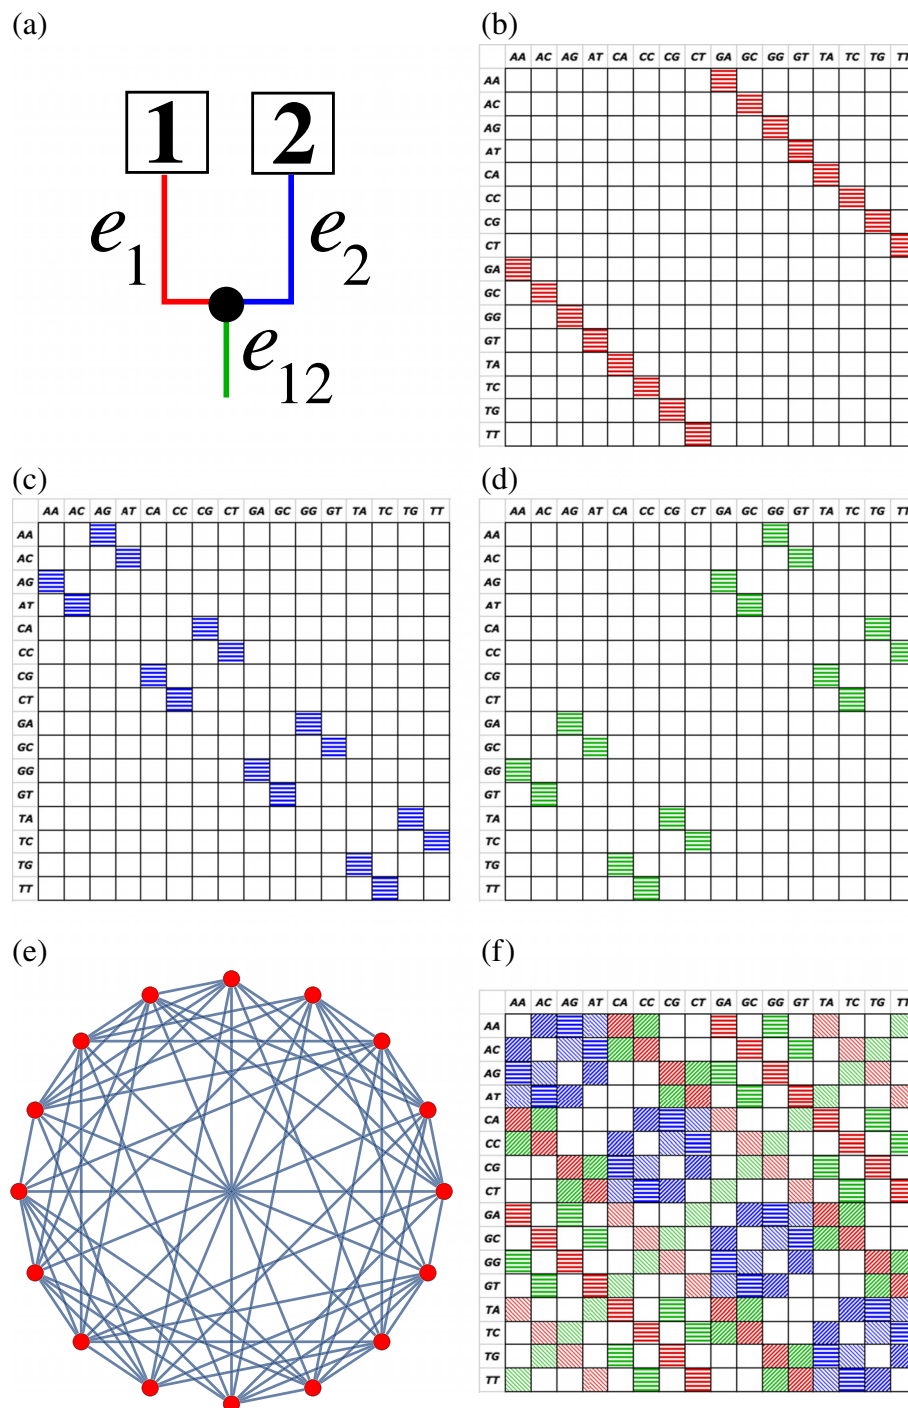 (a)
1 2
e1 e2
e12
(b)
AA AC AG AT CA CC CG CT GA GC GG GT TA TC TG TT
AA
AC
AG
AT
CA
CC
CG
CT
GA
GC
GG
GT
TA
TC
TG
TT
(c)
AA AC AG AT CA CC CG CT GA GC GG GT TA TC TG TT
AA
AC
AG
AT
CA
CC
CG
CT
GA
GC
GG
GT
TA
TC
TG
TT
(d)
AA AC AG AT CA CC CG CT GA GC GG GT TA TC TG TT
AA
AC
AG
AT
CA
CC
CG
CT
GA
GC
GG
GT
TA
TC
TG
TT
(e)
(f)
AA AC AG AT CA CC CG CT GA GC GG GT TA TC TG TT
AA
AC
AG
AT
CA
CC
CG
CT
GA
GC
GG
GT
TA
TC
TG
TT